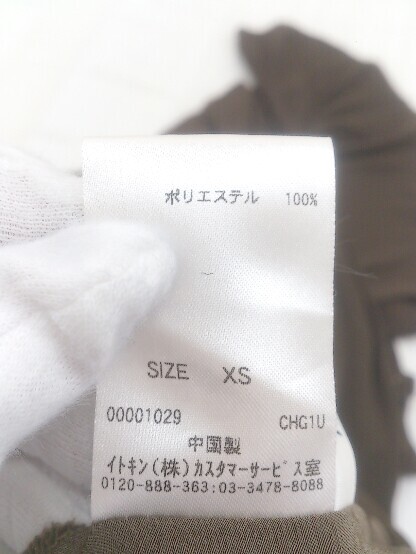 ポリエステル 100%
SIZE XS
00001029 CHG1U
中国製
イトキン(株)カスタマーサービス室
0120-888-363:03-3478-8088